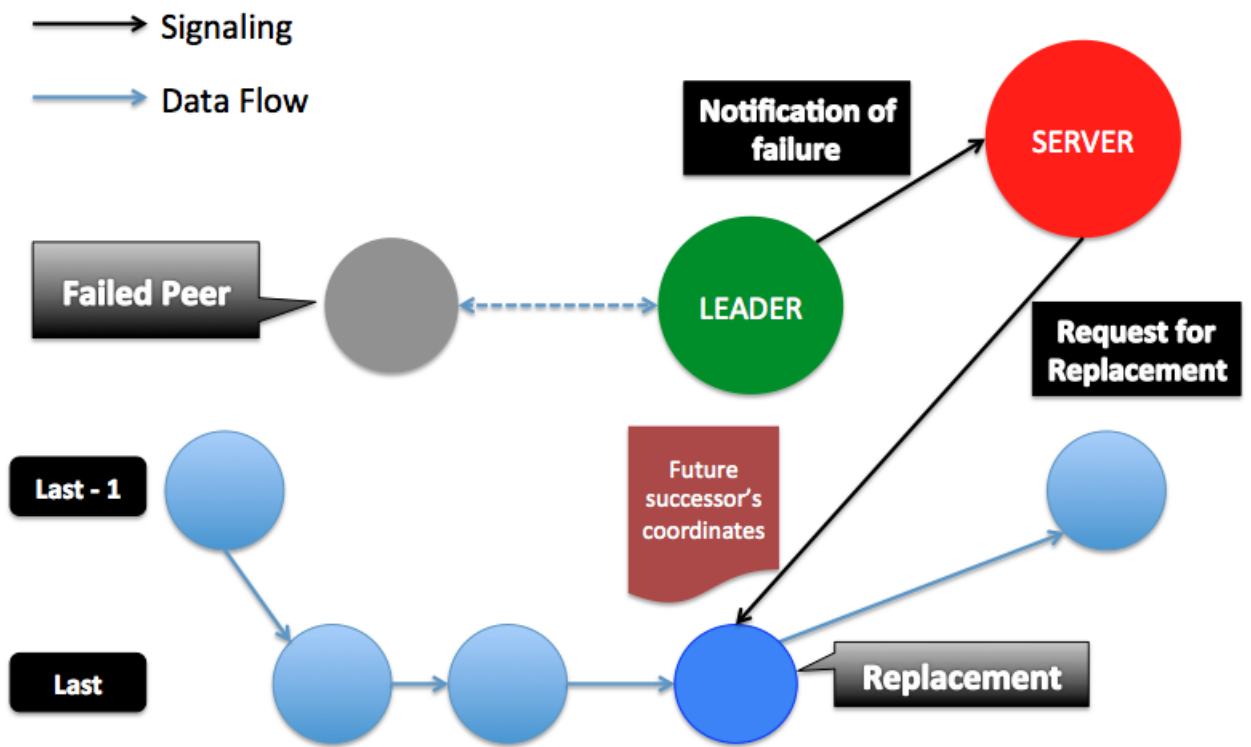 Signaling
Data Flow
Notification of
failure
SERVER
Failed Peer
LEADER
Request for
Replacement
Last - 1
Future
successor's
coordinates
Last
Replacement